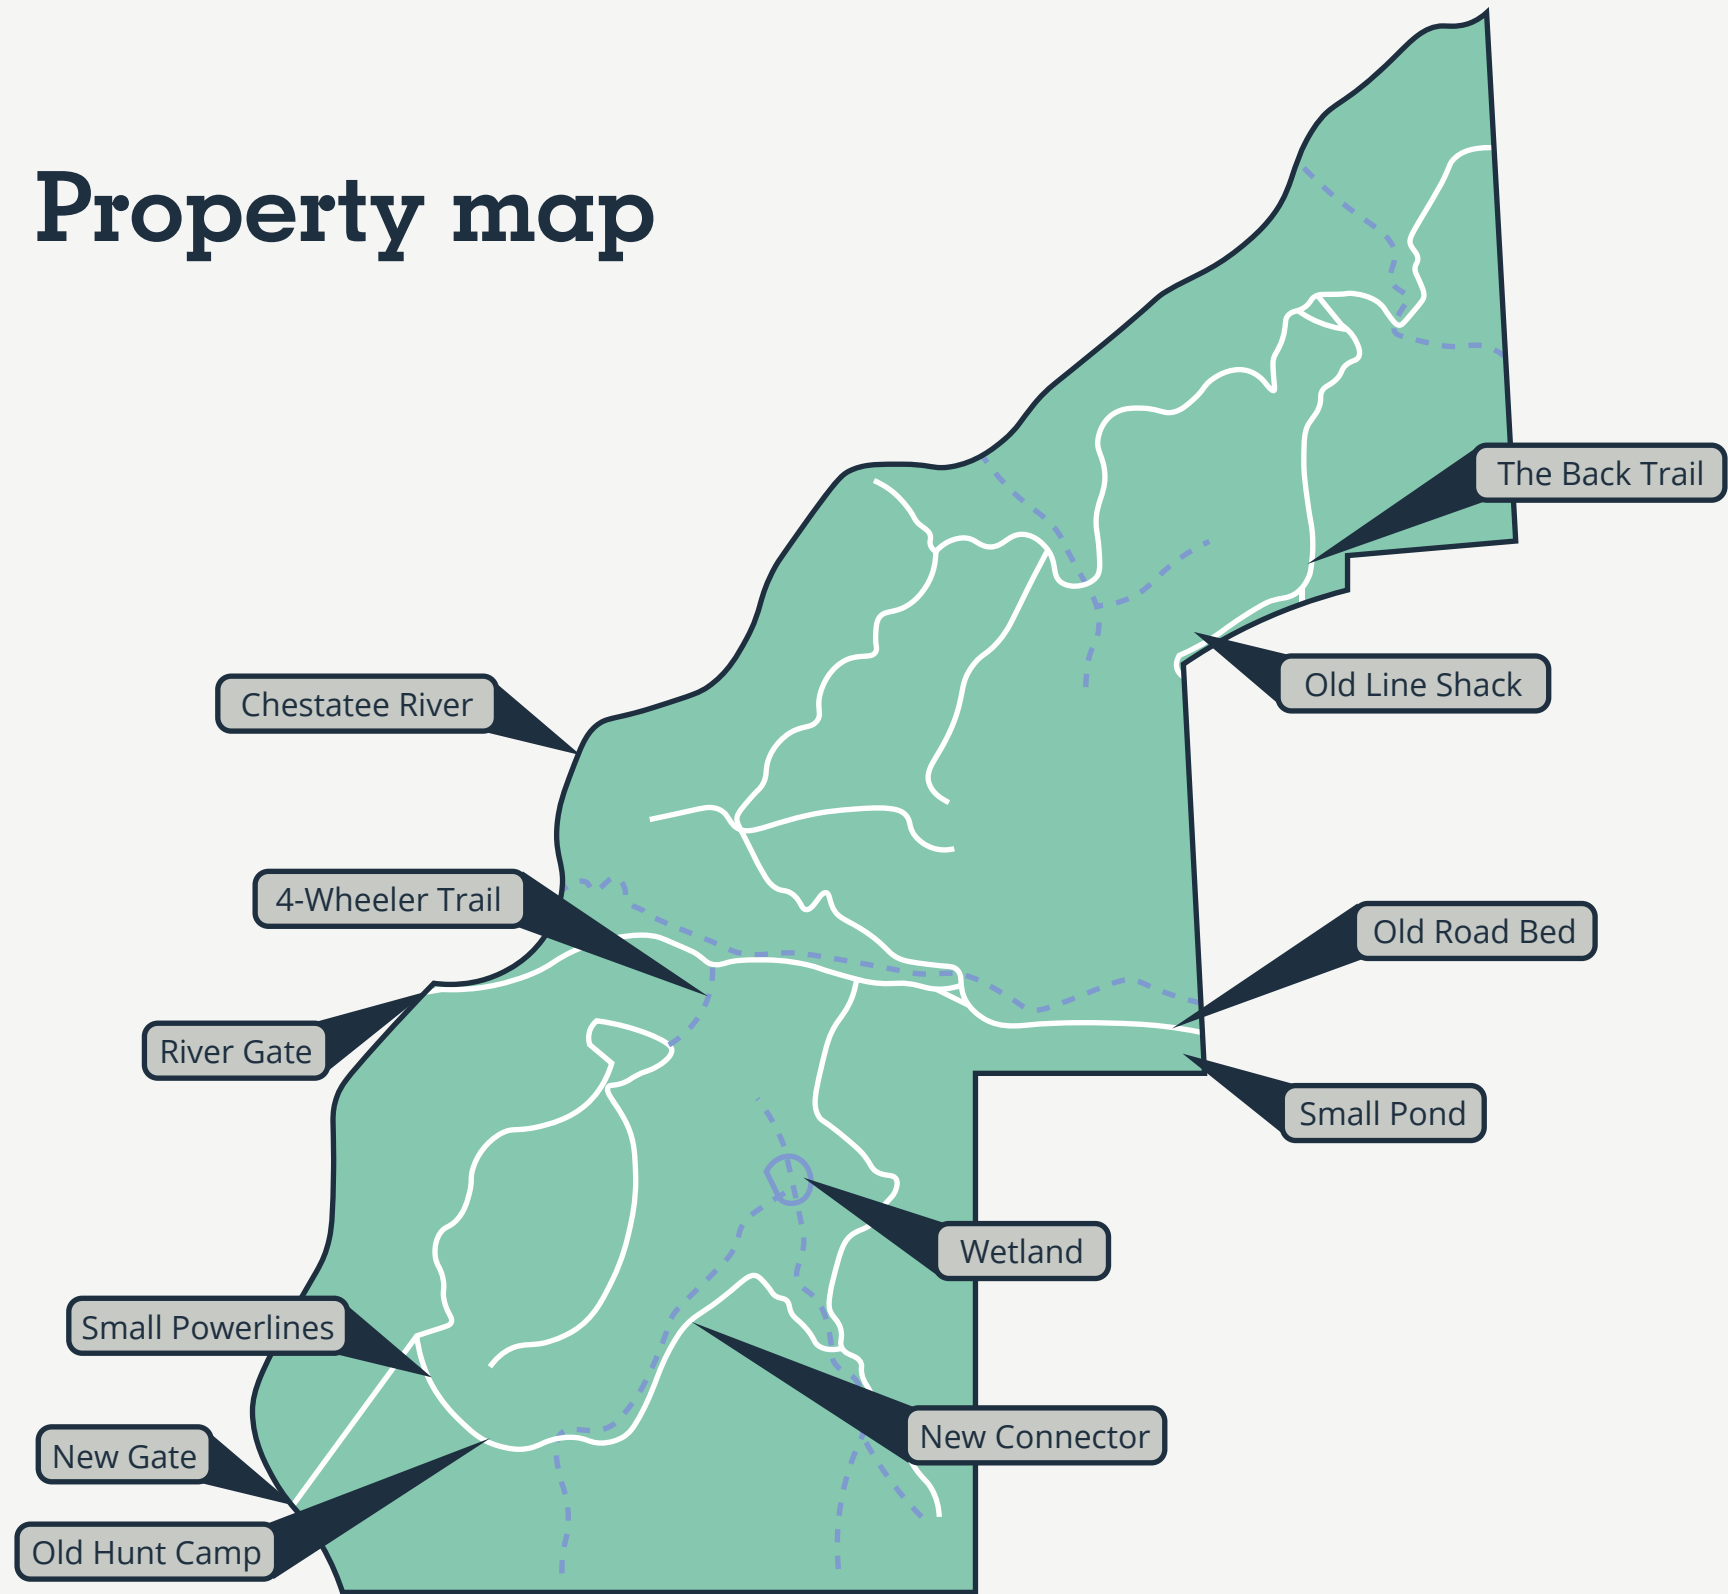 Property map
The Back Trail
Chestatee River
Old Line Shack
4-Wheeler Trail
Old Road Bed
River Gate
Small Pond
Wetland
Small Powerlines
New Connector
New Gate
Old Hunt Camp